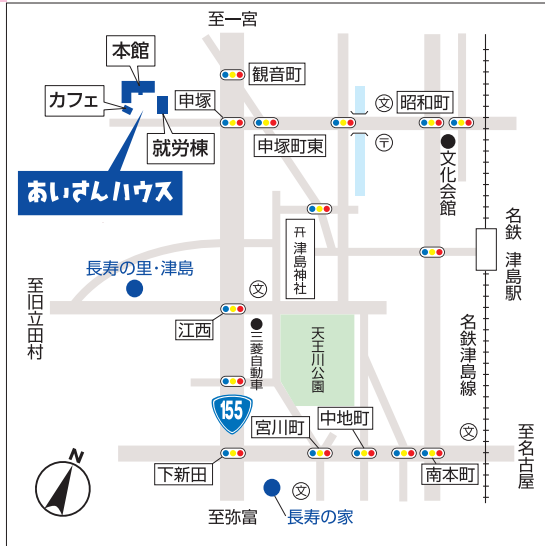 至一宮
本館
観音町
カフェ
申塚
昭和町
文
就労棟
申塚町東
〒
文化会館
あいさんハウス
津島神社
名鉄 津島駅
長寿の里・津島
至旧立田村
文
江西
三菱自動車
天王川公園
名鉄津島線
155
宮川町
中地町
文
至名古屋
下新田
南本町
N
文
至弥富
長寿の家